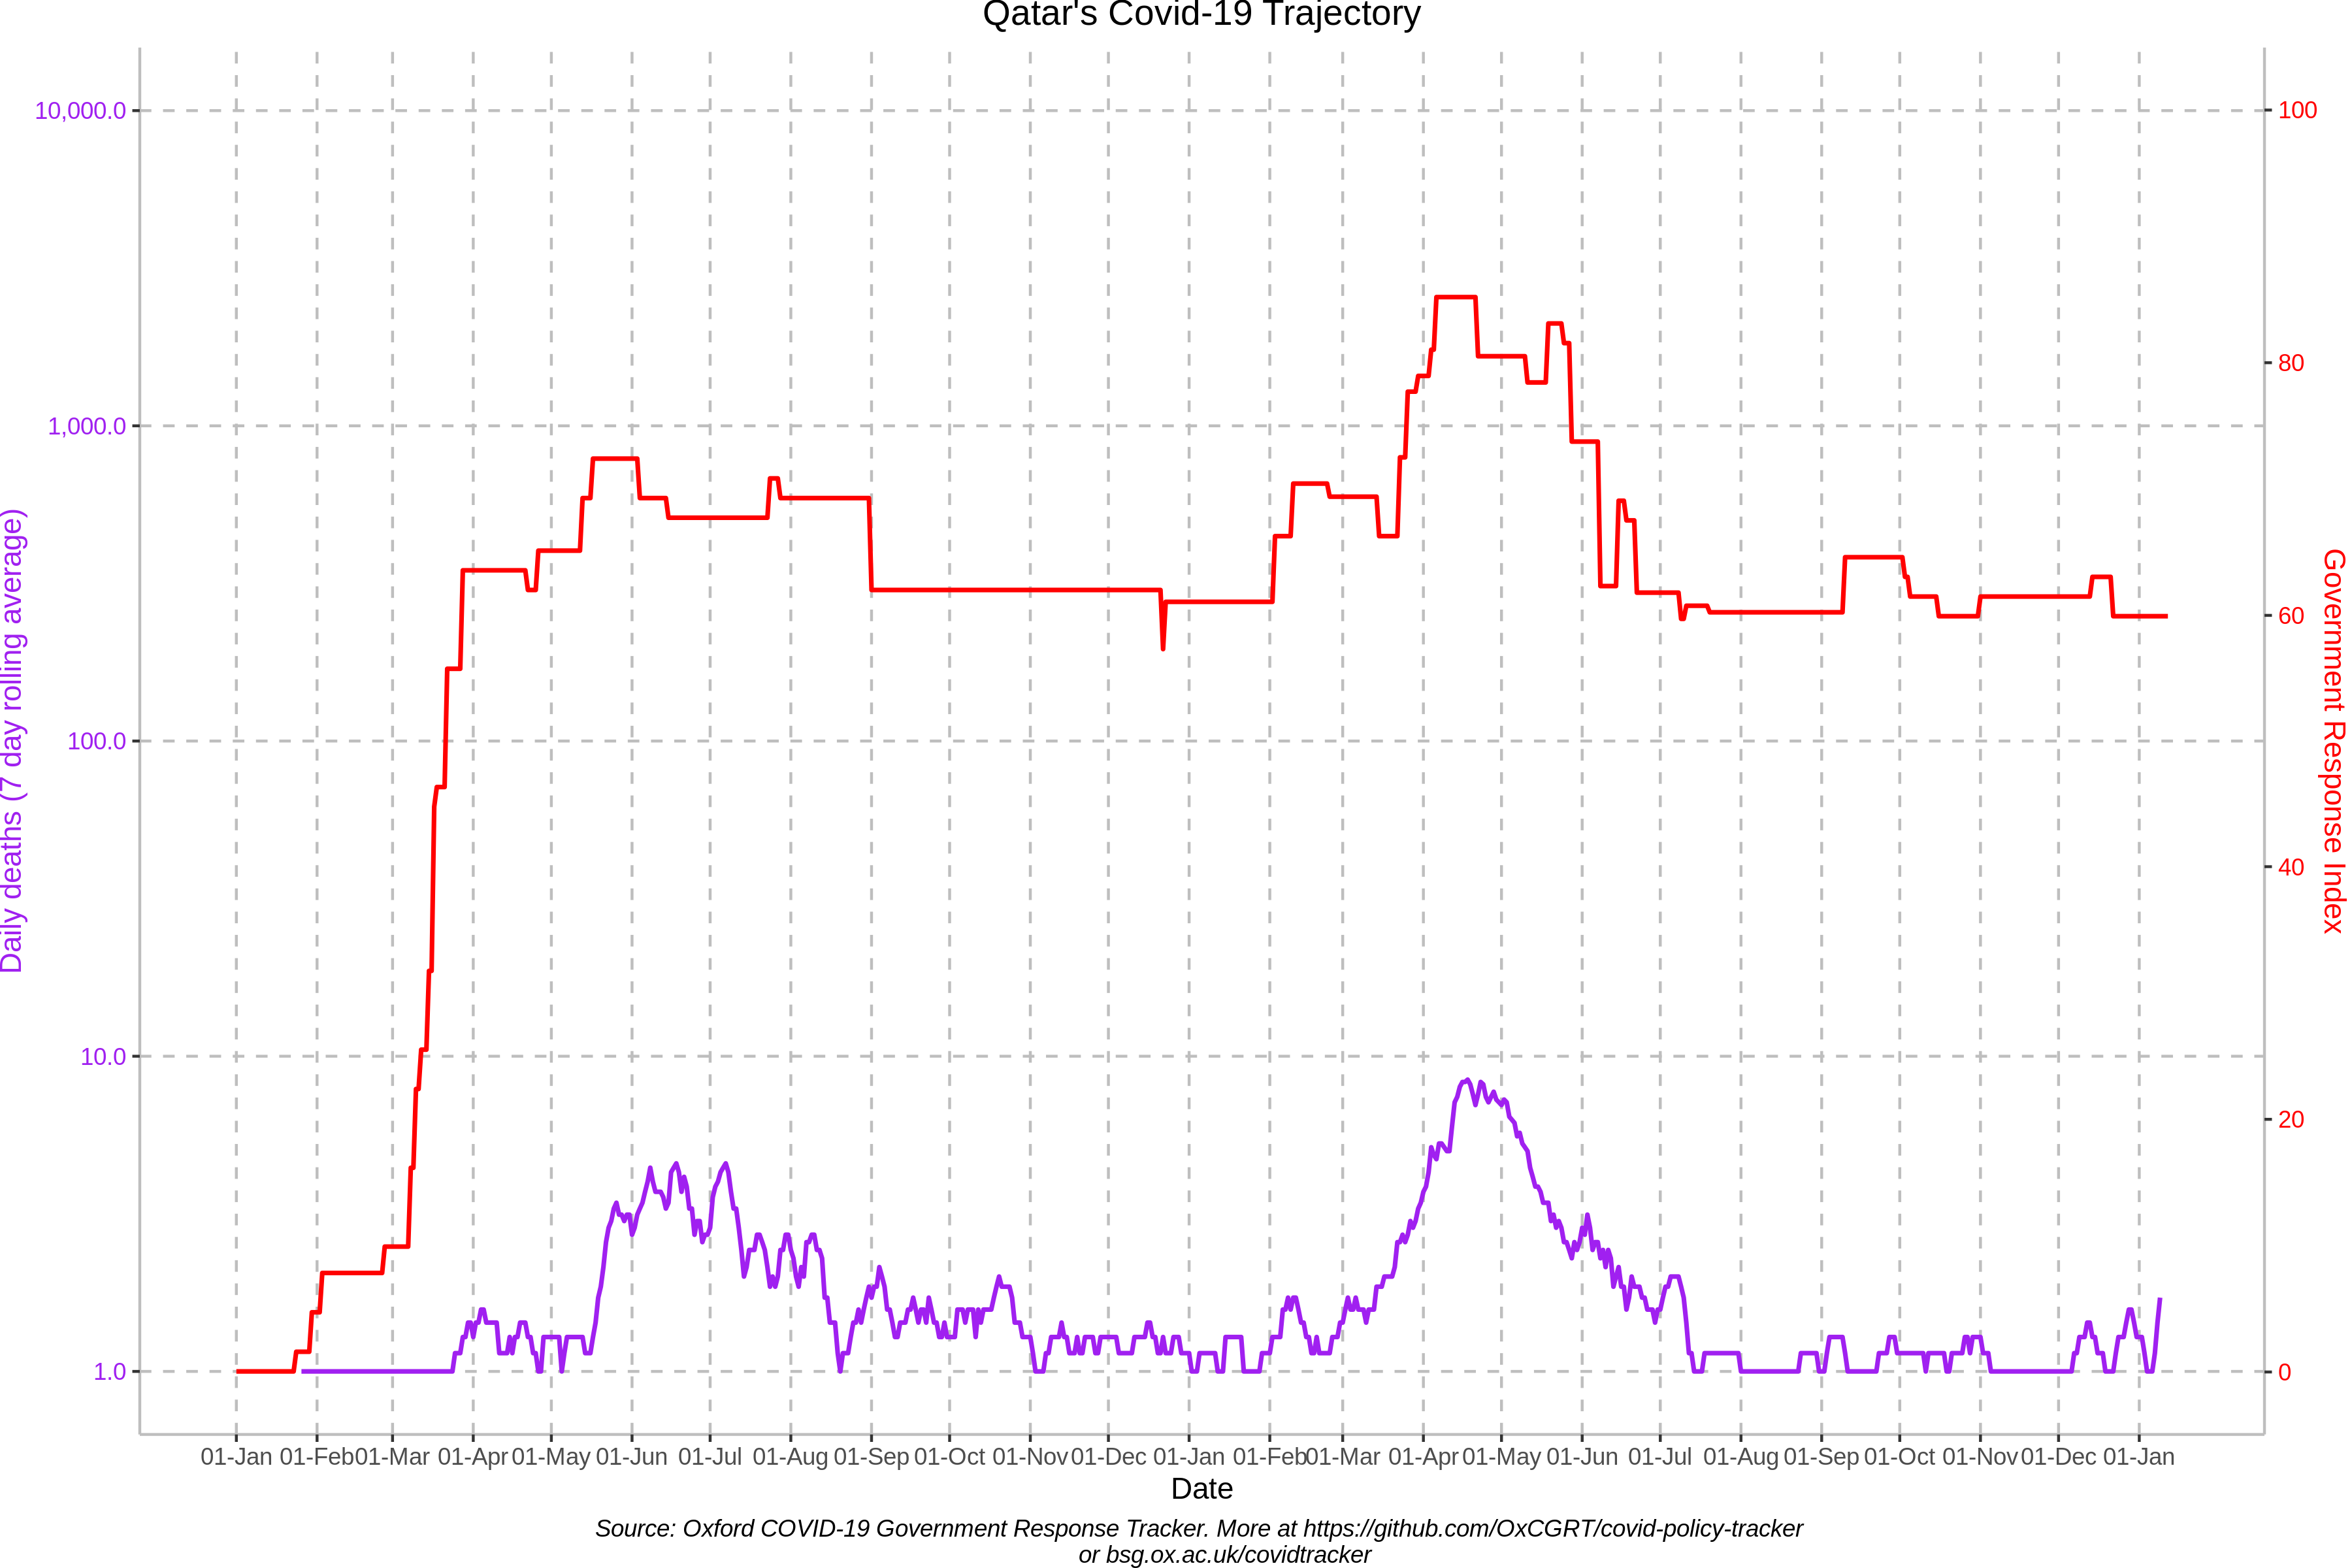 Qatar's Covid-19 Trajectory
10,000.0
1,000.0
100.0
10.0
1.0
Daily deaths (7 day rolling average)
100
80
60
40
20
0
Government Response Index
01-Jan 01-Feb 01-Mar 01-Apr 01-May 01-Jun 01-Jul 01-Aug 01-Sep 01-Oct 01-Nov 01-Dec 01-Jan 01-Feb 01-Mar 01-Apr 01-May 01-Jun 01-Jul 01-Aug 01-Sep 01-Oct 01-Nov 01-Dec 01-Jan
Date
Source: Oxford COVID-19 Government Response Tracker. More at https://github.com/OxCGRT/covid-policy-tracker
or bsg.ox.ac.uk/covidtracker